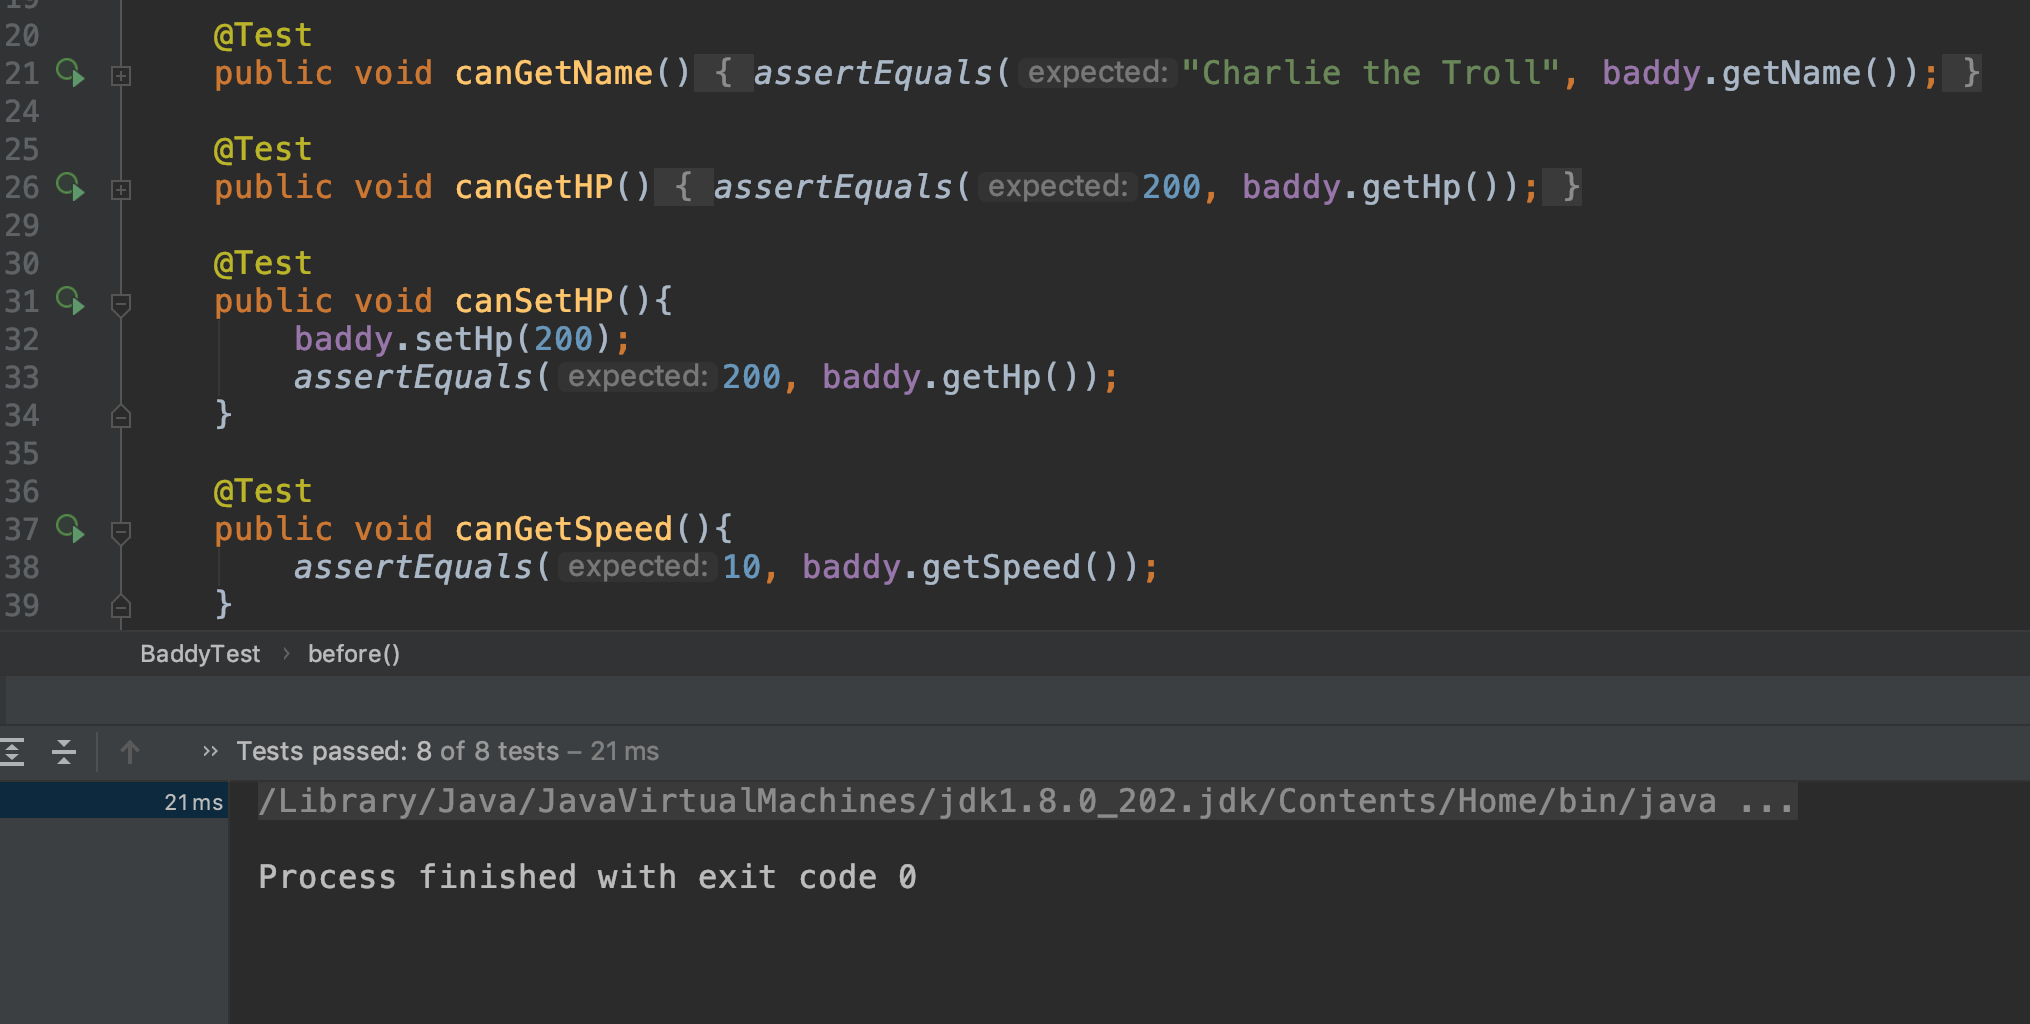 19
20 @Test
21 public void canGetName() { assertEquals( expected: "Charlie the Troll", baddy.getName()); }
24
25 @Test
26 public void canGetHP() { assertEquals( expected: 200, baddy.getHp()); }
29
30 @Test
31 public void canSetHP(){
32 baddy.setHp(200);
33 assertEquals( expected: 200, baddy.getHp());
34 }
35
36 @Test
37 public void canGetSpeed(){
38 assertEquals( expected: 10, baddy.getSpeed());
39 }
BaddyTest › before()
» Tests passed: 8 of 8 tests – 21 ms
21 ms /Library/Java/JavaVirtualMachines/jdk1.8.0_202.jdk/Contents/Home/bin/java ...
Process finished with exit code 0